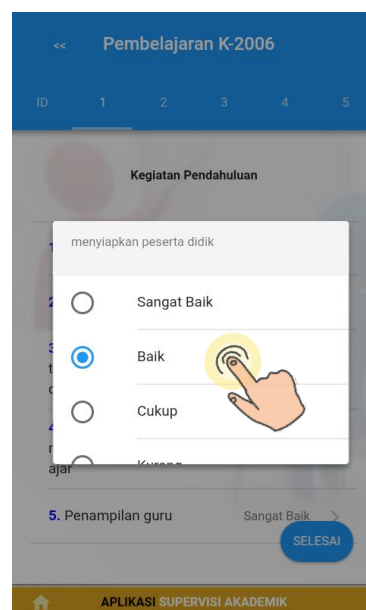 << Pembelajaran K-2006
ID 1 2 3 4 5
Kegiatan Pendahuluan
menyiapkan peserta didik
Sangat Baik
Baik
Cukup
Kurang
ajar
5. Penampilan guru Sangat Baik >
SELESAI
APLIKASI SUPERVISI AKADEMIK